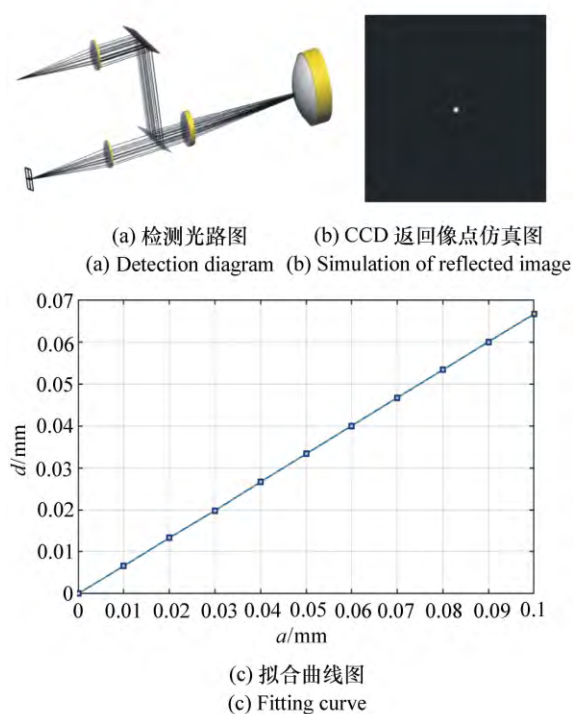 (a) 检测光路图 (b) CCD 返回像点仿真图
(a) Detection diagram (b) Simulation of reflected image
0.07
0.06
0.05
0.04
0.03
0.02
0.01
0
d/mm
0 0.01 0.02 0.03 0.04 0.05 0.06 0.07 0.08 0.09 0.1
a/mm
(c) 拟合曲线图
(c) Fitting curve